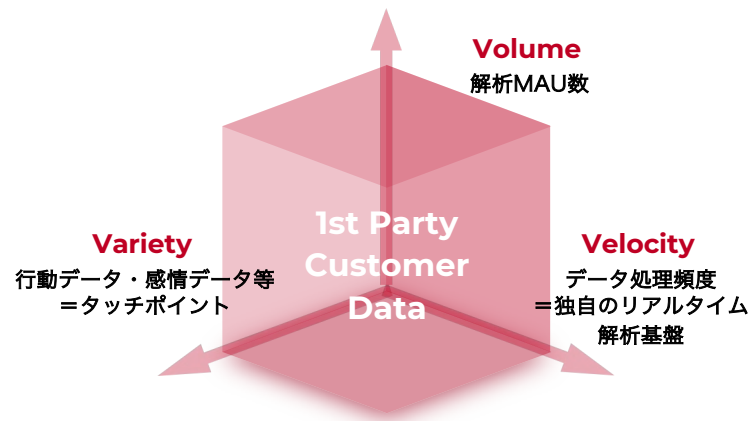 Volume
解析MAU数
1st Party
Customer
Data
Variety
行動データ・感情データ等
＝タッチポイント
Velocity
データ処理頻度
＝独自のリアルタイム
解析基盤